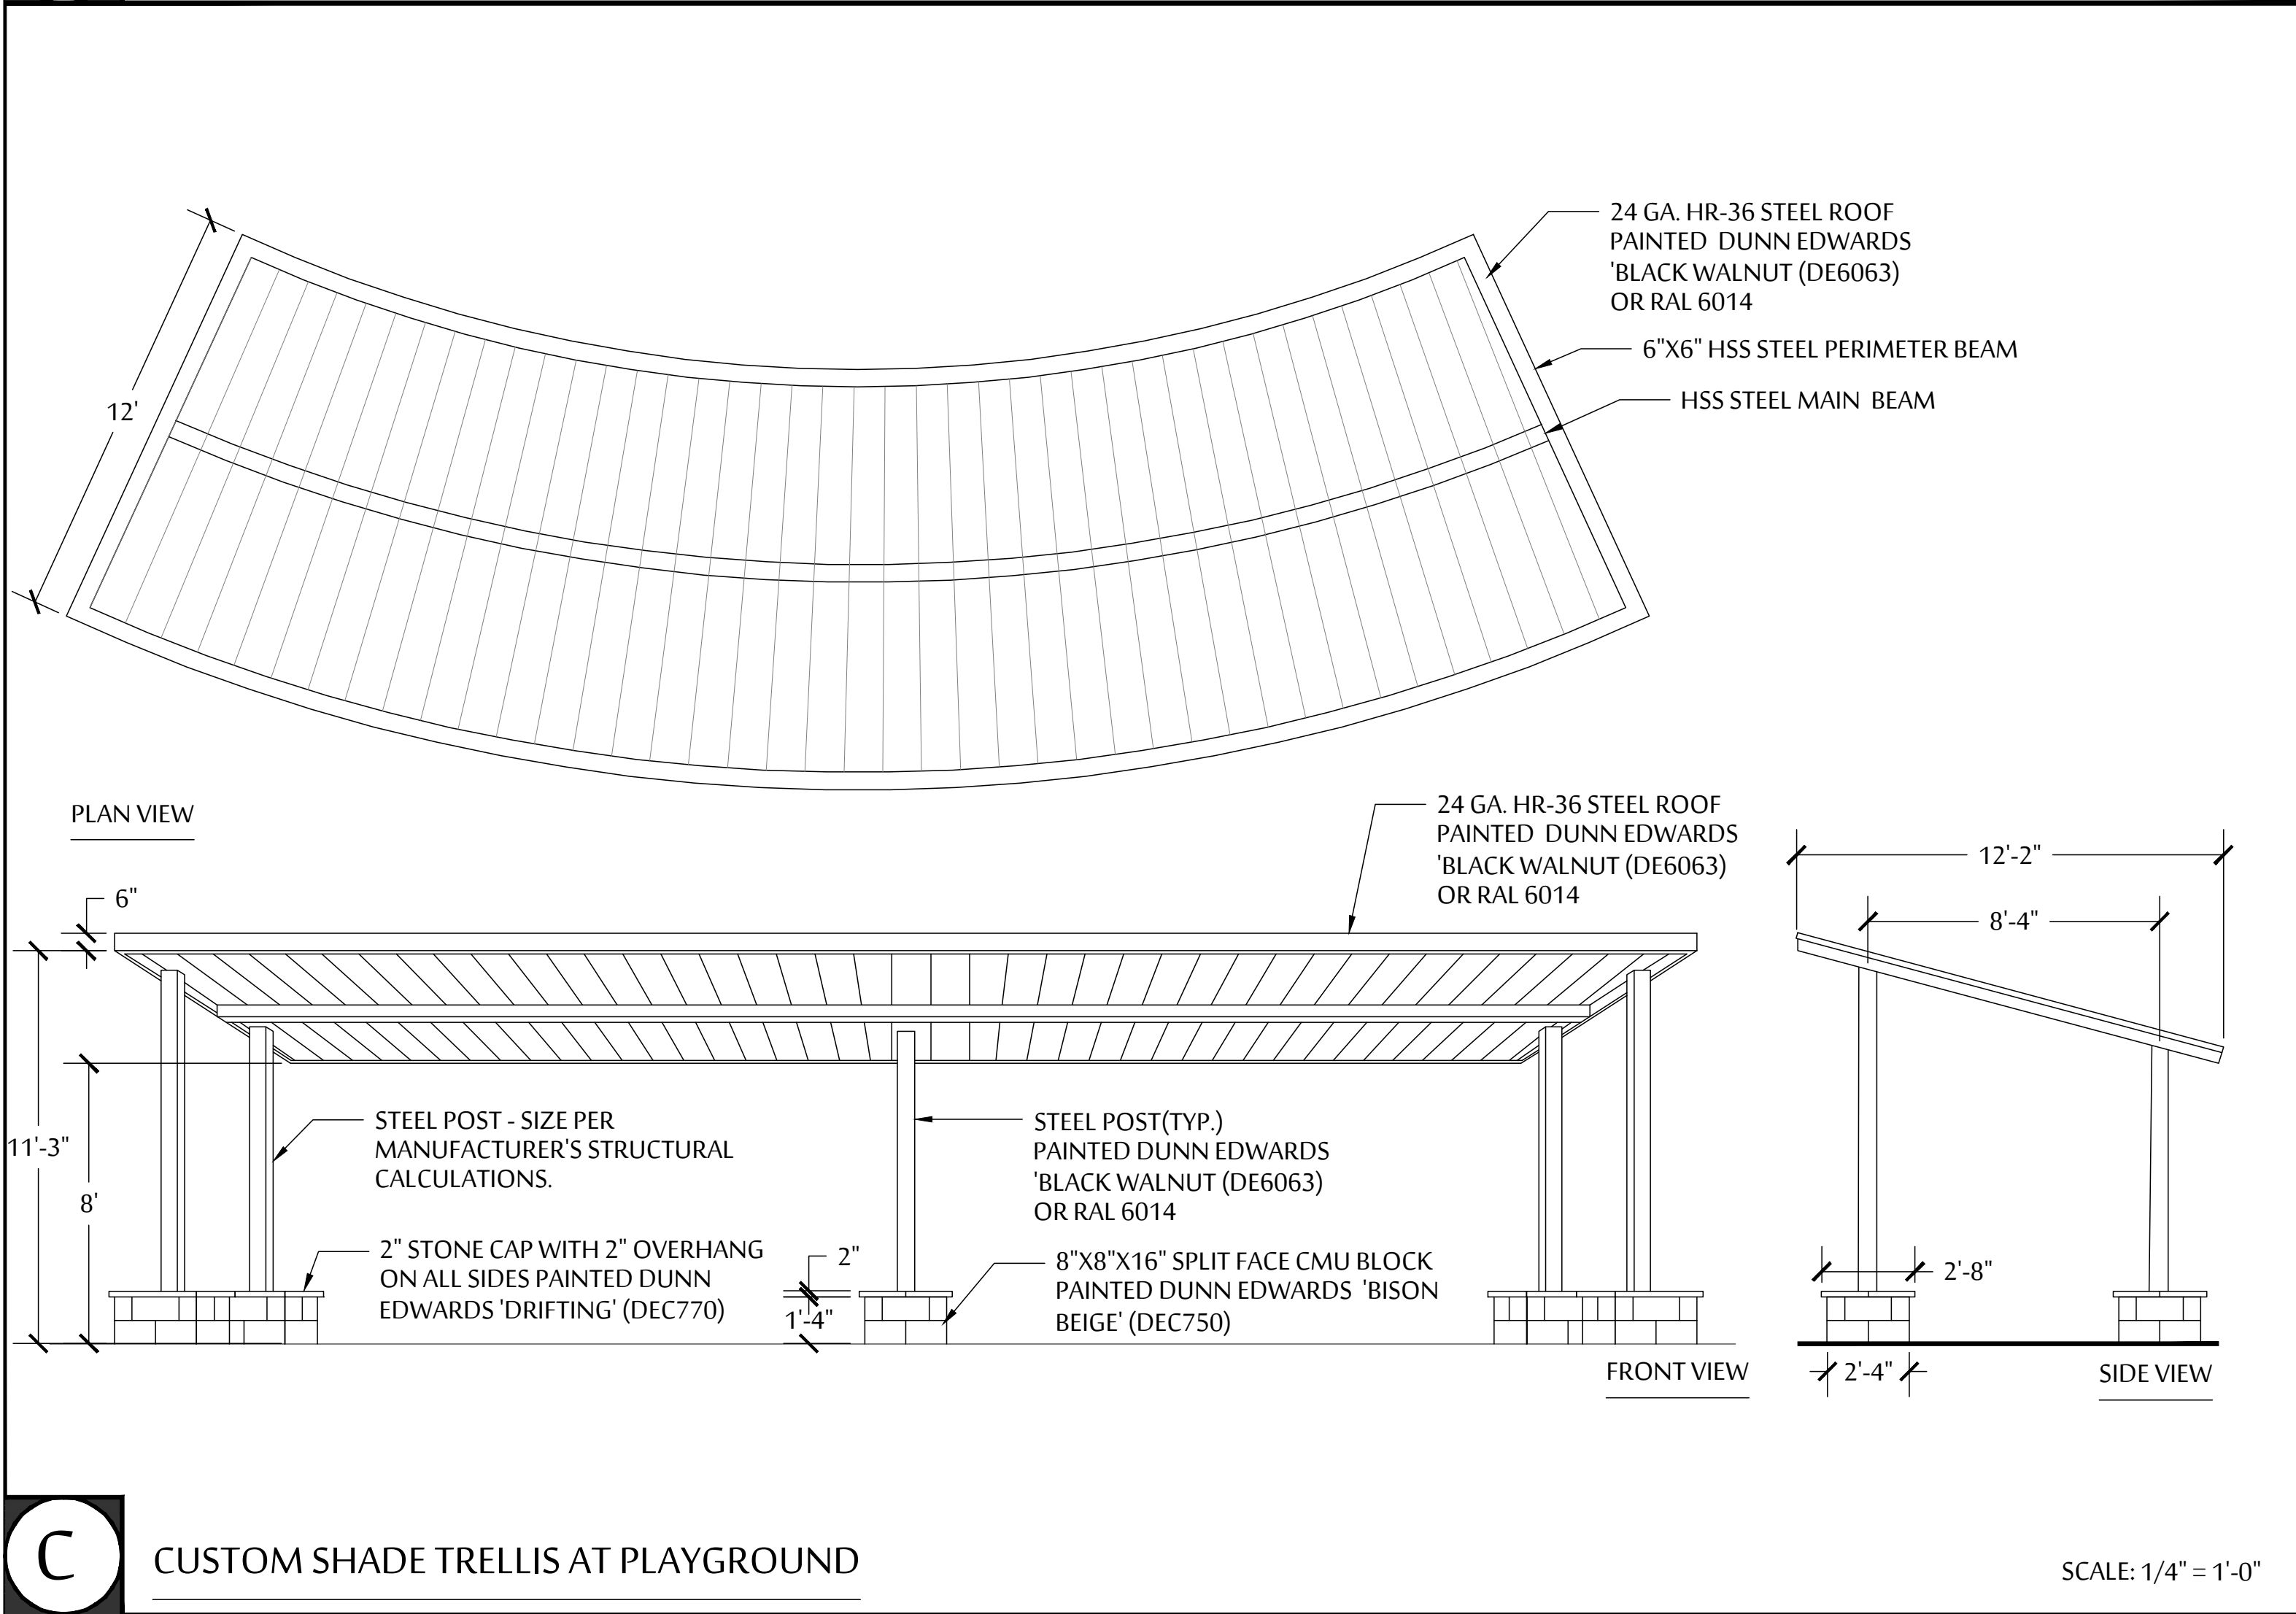 24 GA. HR-36 STEEL ROOF
PAINTED DUNN EDWARDS
'BLACK WALNUT (DE6063)
OR RAL 6014
6"X6" HSS STEEL PERIMETER BEAM
HSS STEEL MAIN BEAM
12'
PLAN VIEW
24 GA. HR-36 STEEL ROOF
PAINTED DUNN EDWARDS
'BLACK WALNUT (DE6063)
OR RAL 6014
6"
11'-3"
8'
STEEL POST - SIZE PER
MANUFACTURER'S STRUCTURAL
CALCULATIONS.
2" STONE CAP WITH 2" OVERHANG
ON ALL SIDES PAINTED DUNN
EDWARDS 'DRIFTING' (DEC770)
2"
1'-4"
STEEL POST(TYP.)
PAINTED DUNN EDWARDS
'BLACK WALNUT (DE6063)
OR RAL 6014
8"X8"X16" SPLIT FACE CMU BLOCK
PAINTED DUNN EDWARDS 'BISON
BEIGE' (DEC750)
FRONT VIEW
12'-2"
8'-4"
2'-8"
2'-4"
SIDE VIEW
C
CUSTOM SHADE TRELLIS AT PLAYGROUND
SCALE: 1/4" = 1'-0"